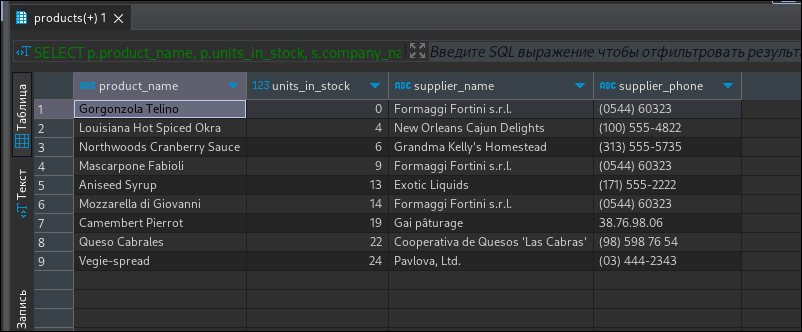 products(+) 1
SELECT p.product_name, p.units_in_stock, s.company_na
Введите SQL выражение чтобы отфильтровать результ
ABC product_name 123 units_in_stock ABC supplier_name ABC supplier_phone
1 Gorgonzola Telino 0 Formaggi Fortini s.r.l. (0544) 60323
2 Louisiana Hot Spiced Okra 4 New Orleans Cajun Delights (100) 555-4822
3 Northwoods Cranberry Sauce 6 Grandma Kelly's Homestead (313) 555-5735
4 Mascarpone Fabioli 9 Formaggi Fortini s.r.l. (0544) 60323
5 Aniseed Syrup 13 Exotic Liquids (171) 555-2222
6 Mozzarella di Giovanni 14 Formaggi Fortini s.r.l. (0544) 60323
7 Camembert Pierrot 19 Gai pâturage 38.76.98.06
8 Queso Cabrales 22 Cooperativa de Quesos 'Las Cabras' (98) 598 76 54
9 Vegie-spread 24 Pavlova, Ltd. (03) 444-2343
Таблица
Текст
Запись